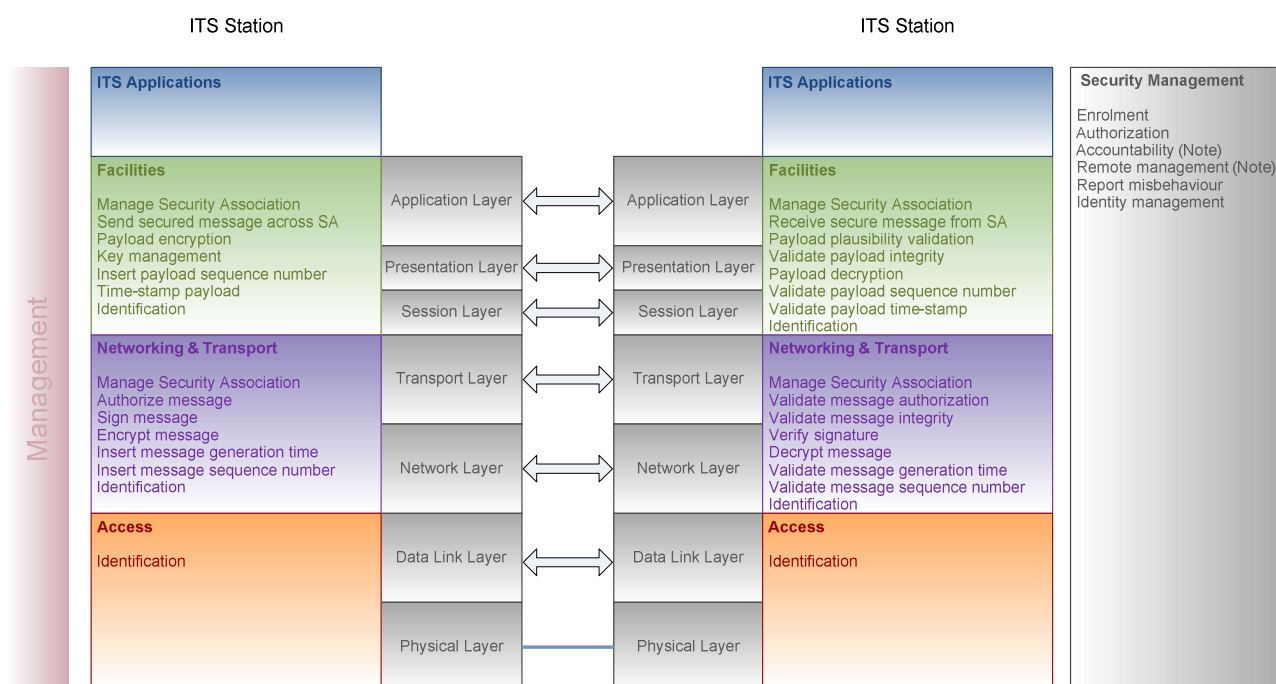 ITS Station
ITS Station
Management
ITS Applications
Facilities
Manage Security Association
Send secured message across SA
Payload encryption
Key management
Insert payload sequence number
Time-stamp payload
Identification
Networking & Transport
Manage Security Association
Authorize message
Sign message
Encrypt message
Insert message generation time
Insert message sequence number
Identification
Access
Identification
Application Layer
Presentation Layer
Session Layer
Transport Layer
Network Layer
Data Link Layer
Physical Layer
Application Layer
Presentation Layer
Session Layer
Transport Layer
Network Layer
Data Link Layer
Physical Layer
ITS Applications
Facilities
Manage Security Association
Receive secure message from SA
Payload plausibility validation
Validate payload integrity
Payload decryption
Validate payload sequence number
Validate payload time-stamp
Identification
Networking & Transport
Manage Security Association
Validate message authorization
Validate message integrity
Verify signature
Decrypt message
Validate message generation time
Validate message sequence number
Identification
Access
Identification
Security Management
Enrolment
Authorization
Accountability (Note)
Remote management (Note)
Report misbehaviour
Identity management